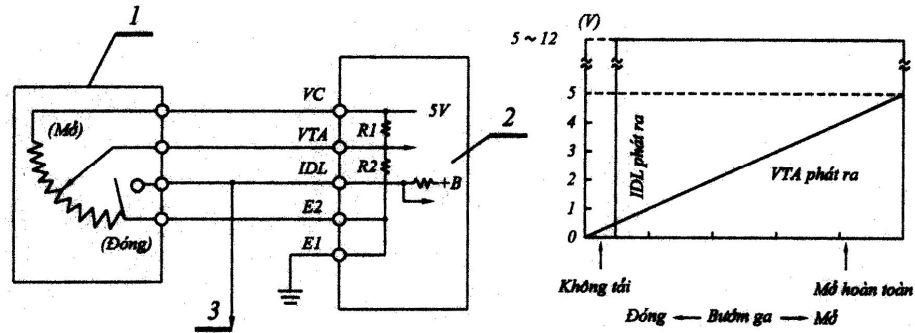 1
(Mở)
(Đóng)
VC
VTA
IDL
E2
E1
3
5V
R1
R2
+B
2
(V)
5 ~ 12
5
4
3
2
1
0
IDL phát ra
VTA phát ra
Không tải
Mở hoàn toàn
Đóng ← Bướm ga → Mở